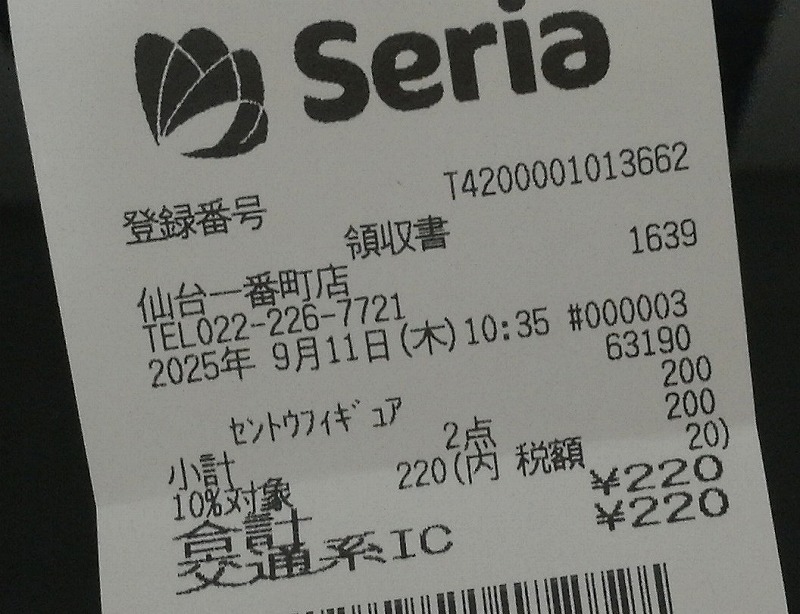 Seria
登録番号 T4200001013662
領収書 1639
仙台一番町店
TEL022-226-7721
2025年 9月11日(木)10:35 #000003
63190
セントウフィギュア 200
小計 2点 200
10%対象 220(内 税額 20)
合計 ¥220
交通系IC ¥220